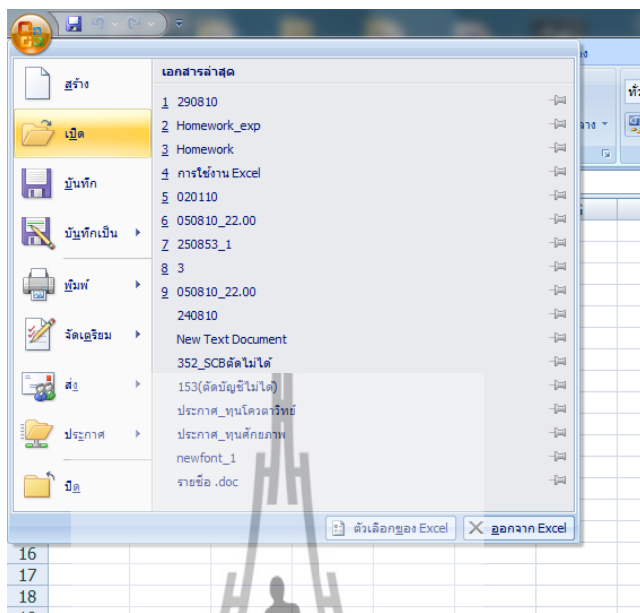 สร้าง
เปิด
บันทึก
บันทึกเป็น
พิมพ์
จัดเตรียม
ส่ง
ประกาศ
ปิด
เอกสารล่าสุด
1 290810
2 Homework_exp
3 Homework
4 การใช้งาน Excel
5 020110
6 050810_22.00
7 250853_1
8 3
9 050810_22.00
240810
New Text Document
352_SCBตัดไม่ได้
153(ตัดบัญชีไม่ได้)
ประกาศ_ทุนโควตาวิทย์
ประกาศ_ทุนศักยภาพ
newfont_1
รายชื่อ .doc
ตัวเลือกของ Excel
ออกจาก Excel
16
17
18